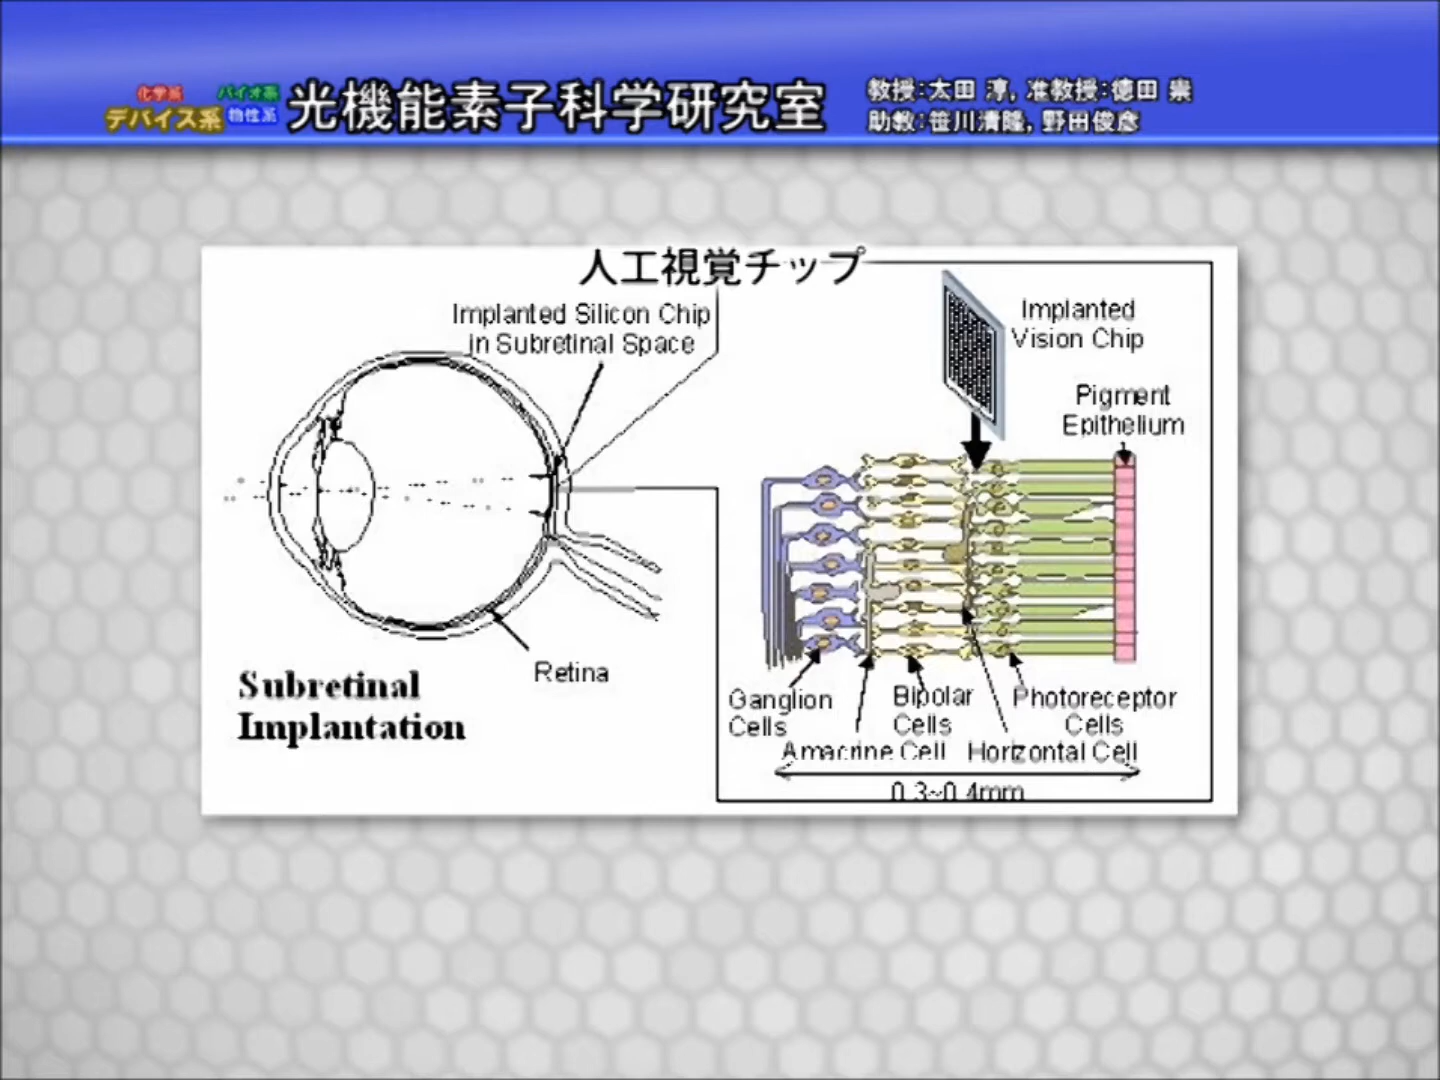 化学系 バイオ系
デバイス系 物性系
光機能素子科学研究室
教授:太田 淳, 准教授:徳田 崇
助教:笹川清隆, 野田俊彦
人工視覚チップ
Implanted Silicon Chip
in Subretinal Space
Retina
Subretinal
Implantation
Implanted
Vision Chip
Pigment
Epithelium
Ganglion
Cells
Amacrine Cell
Bipolar
Cells
Horizontal Cell
Photoreceptor
Cells
0.3~0.4mm